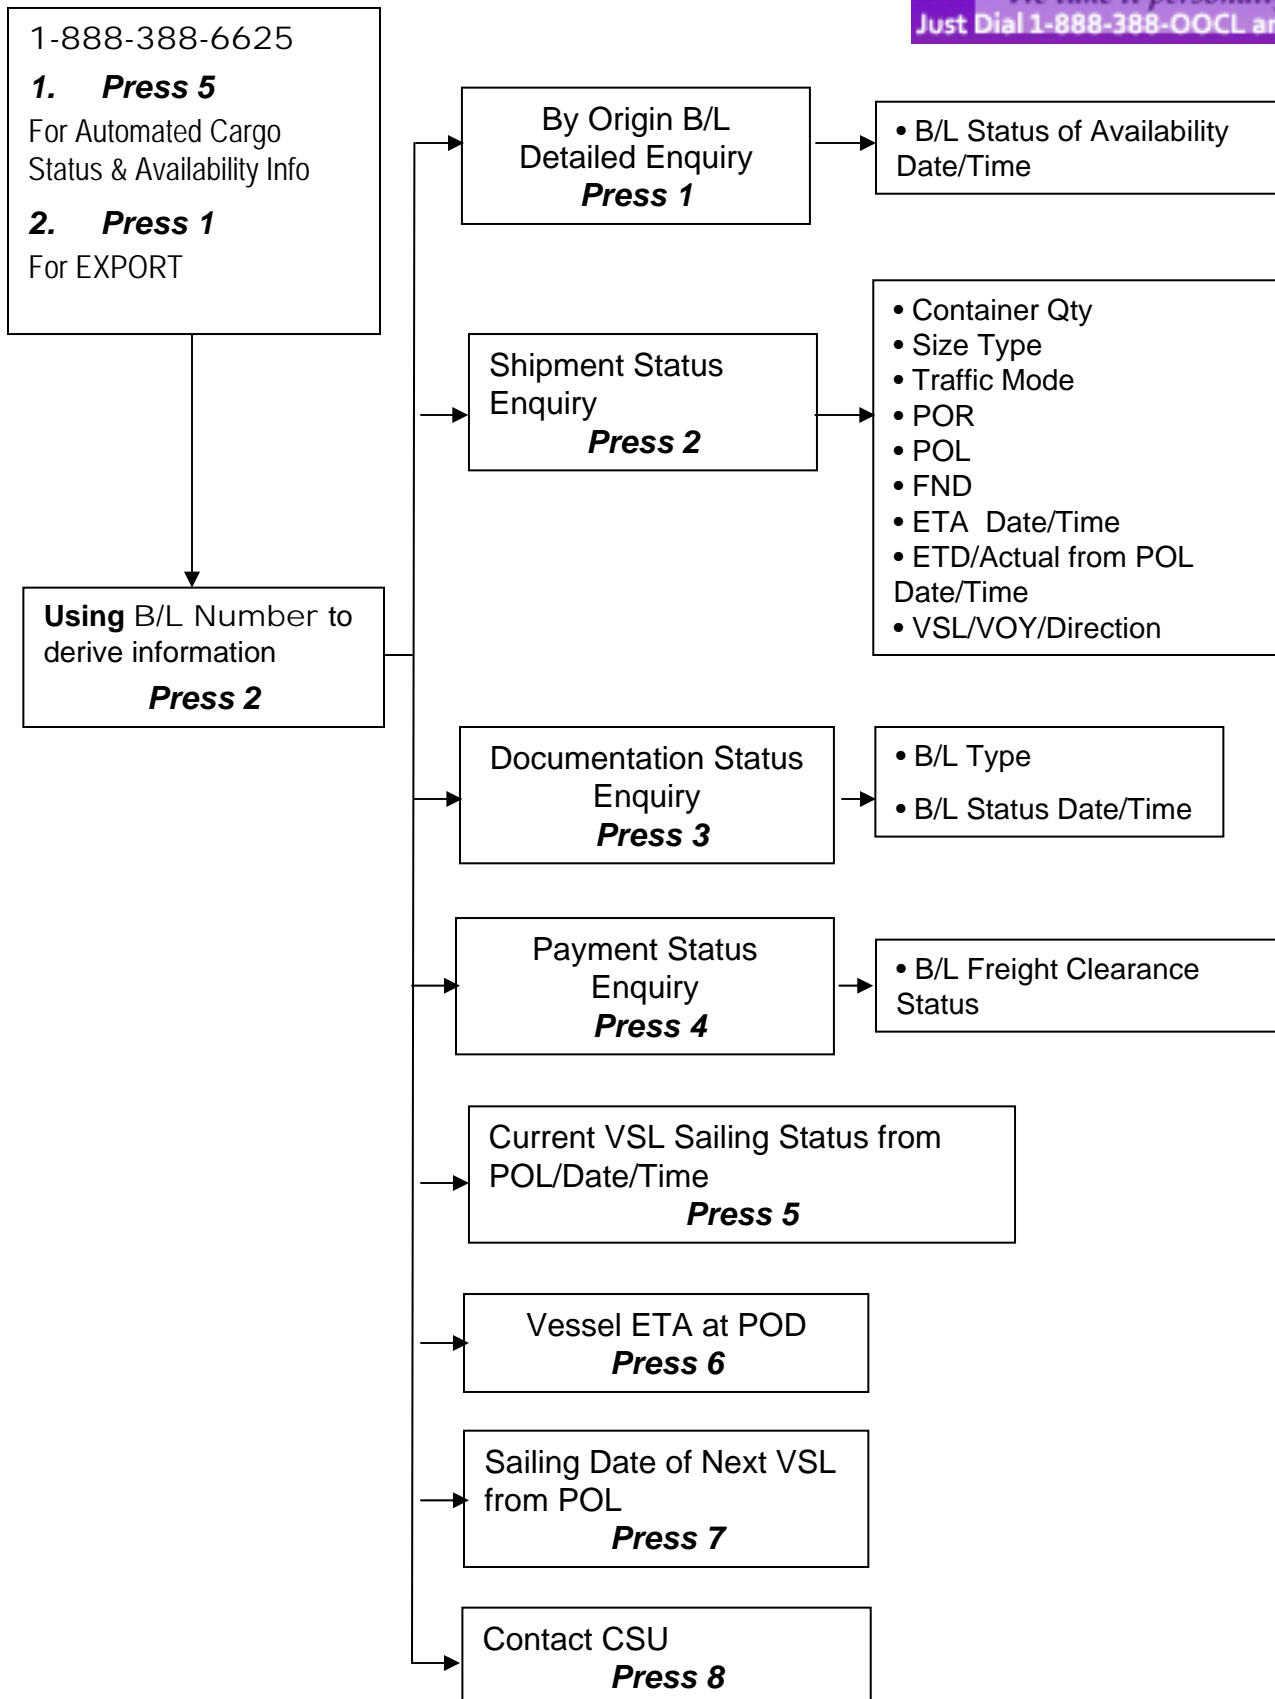 We take it personally
Just Dial 1-888-388-OOCL an
1-888-388-6625
1. Press 5
For Automated Cargo
Status & Availability Info
2. Press 1
For EXPORT
Using B/L Number to
derive information
Press 2
By Origin B/L
Detailed Enquiry
Press 1
• B/L Status of Availability
Date/Time
Shipment Status
Enquiry
Press 2
• Container Qty
• Size Type
• Traffic Mode
• POR
• POL
• FND
• ETA Date/Time
• ETD/Actual from POL
Date/Time
• VSL/VOY/Direction
Documentation Status
Enquiry
Press 3
• B/L Type
• B/L Status Date/Time
Payment Status
Enquiry
Press 4
• B/L Freight Clearance
Status
Current VSL Sailing Status from
POL/Date/Time
Press 5
Vessel ETA at POD
Press 6
Sailing Date of Next VSL
from POL
Press 7
Contact CSU
Press 8